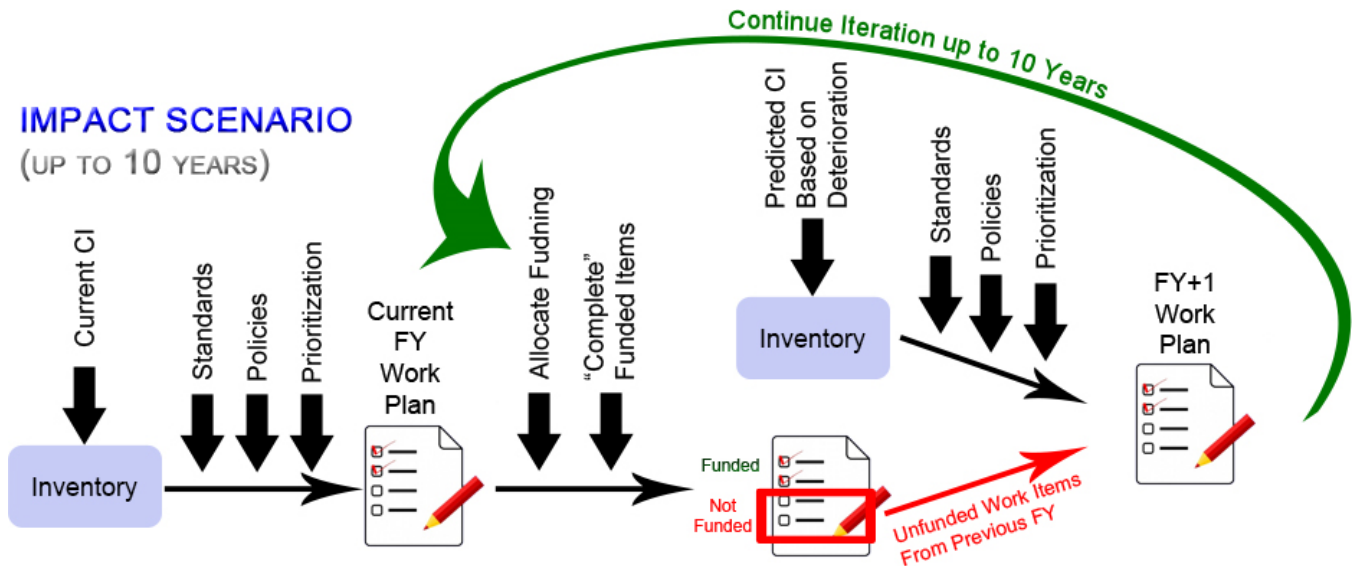 Continue Iteration up to 10 Years
IMPACT SCENARIO
(UP TO 10 YEARS)
Current CI
Inventory
Standards
Policies
Prioritization
Current
FY
Work
Plan
Allocate Fudning
“Complete”
Funded Items
Funded
Not
Funded
Predicted CI
Based on
Deterioration
Inventory
Standards
Policies
Prioritization
Unfunded Work Items
From Previous FY
FY+1
Work
Plan